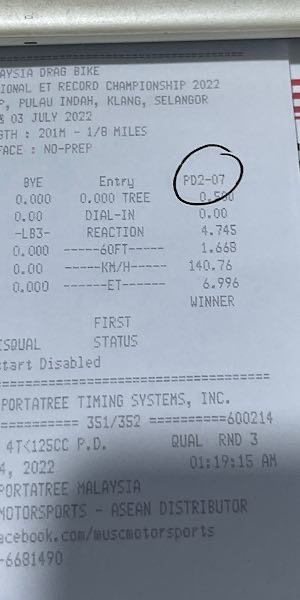 AYSIA DRAG BIKE
IONAL ET RECORD CHAMPIONSHIP 2022
P, PULAU INDAH, KLANG, SELANGOR
& 03 JULY 2022
GTH : 201M - 1/8 MILES
FACE : NO-PREP
BYE Entry PD2-07
0.000 0.000 TREE 0.500
0.00 DIAL-IN 0.00
-LB3- REACTION 4.745
0.000 -----60FT----- 1.668
0.00 -----KM/H----- 140.76
0.000 ------ET------ 6.996
WINNER
FIRST
ISQUAL STATUS
tart Disabled
PORTATREE TIMING SYSTEMS, INC.
========== 351/352 ==========600214
4T<125CC P.D. QUAL RND 3
4, 2022 01:19:15 AM
PORTATREE MALAYSIA
MOTORSPORTS - ASEAN DISTRIBUTOR
acebook.com/muscmotorsports
-6681490